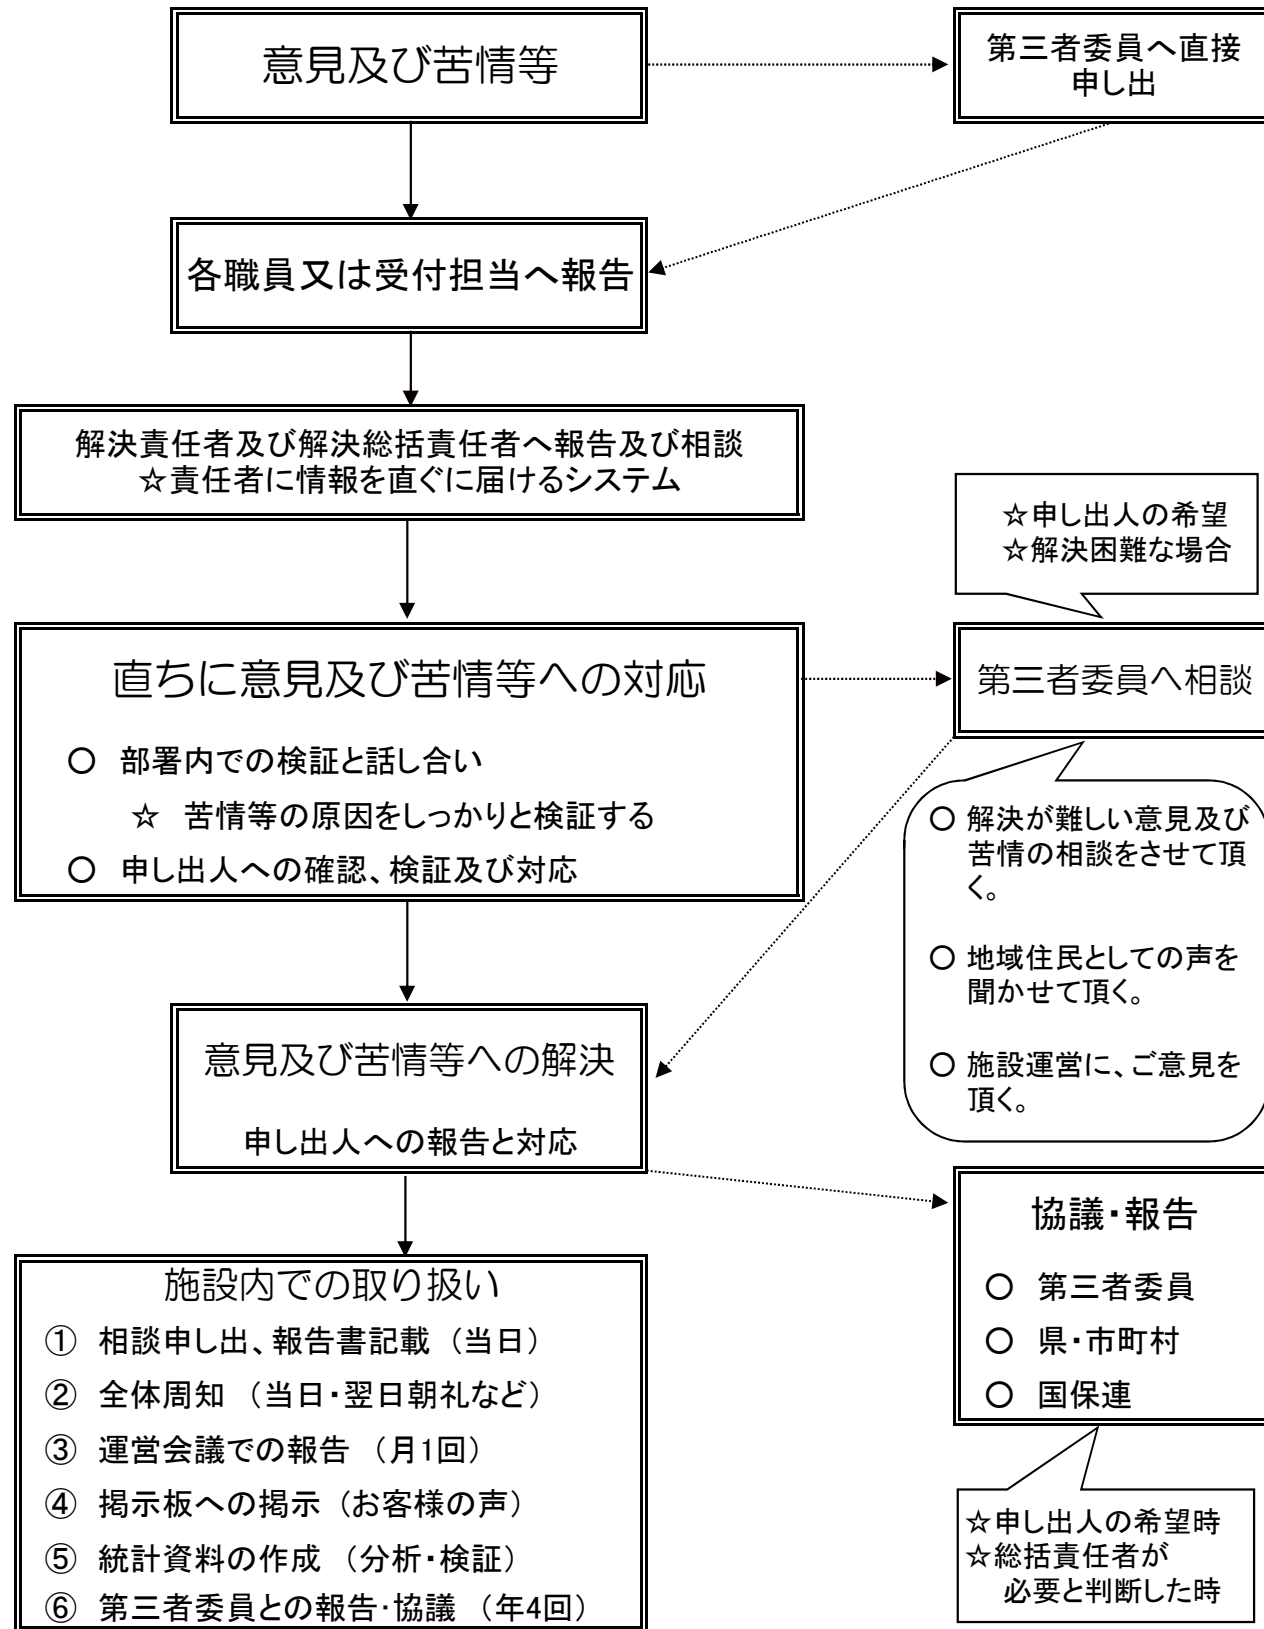 意見及び苦情等
第三者委員へ直接
申し出
各職員又は受付担当へ報告
解決責任者及び解決総括責任者へ報告及び相談
☆責任者に情報を直ぐに届けるシステム
☆申し出人の希望
☆解決困難な場合
直ちに意見及び苦情等への対応
○ 部署内での検証と話し合い
☆ 苦情等の原因をしっかりと検証する
○ 申し出人への確認、検証及び対応
第三者委員へ相談
○ 解決が難しい意見及び
苦情の相談をさせて頂
く。
○ 地域住民としての声を
聞かせて頂く。
○ 施設運営に、ご意見を
頂く。
意見及び苦情等への解決
申し出人への報告と対応
協議・報告
○ 第三者委員
○ 県・市町村
○ 国保連
☆申し出人の希望時
☆総括責任者が
必要と判断した時
施設内での取り扱い
① 相談申し出、報告書記載 （当日）
② 全体周知 （当日・翌日朝礼など）
③ 運営会議での報告 （月1回）
④ 掲示板への掲示 （お客様の声）
⑤ 統計資料の作成 （分析・検証）
⑥ 第三者委員との報告・協議 （年4回）